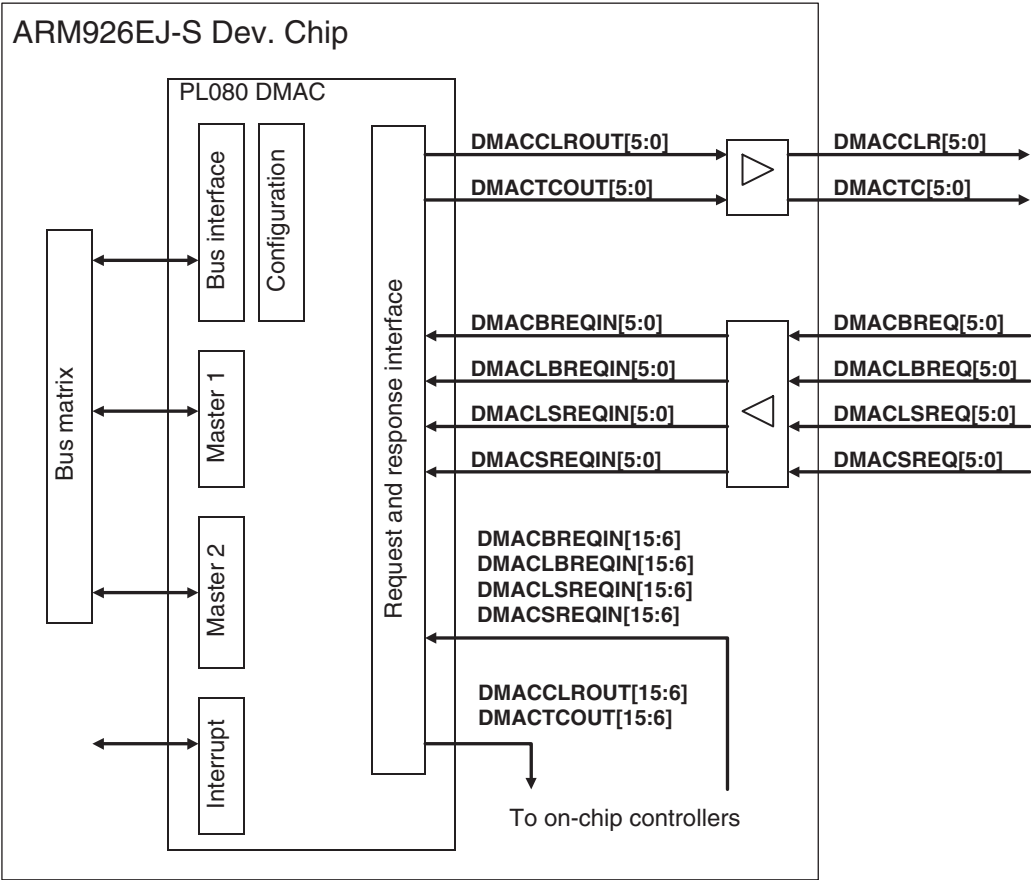 ARM926EJ-S Dev. Chip
PL080 DMAC
Bus matrix
Bus interface
Configuration
Master 1
Master 2
Interrupt
Request and response interface
DMACCLROUT[5:0]
DMACCLR[5:0]
DMACTCOUT[5:0]
DMACTC[5:0]
DMACBREQIN[5:0]
DMACBREQ[5:0]
DMACLBREQIN[5:0]
DMACLBREQ[5:0]
DMACLSREQIN[5:0]
DMACLSREQ[5:0]
DMACSREQIN[5:0]
DMACSREQ[5:0]
DMACBREQIN[15:6]
DMACLBREQIN[15:6]
DMACLSREQIN[15:6]
DMACSREQIN[15:6]
DMACCLROUT[15:6]
DMACTCOUT[15:6]
To on-chip controllers